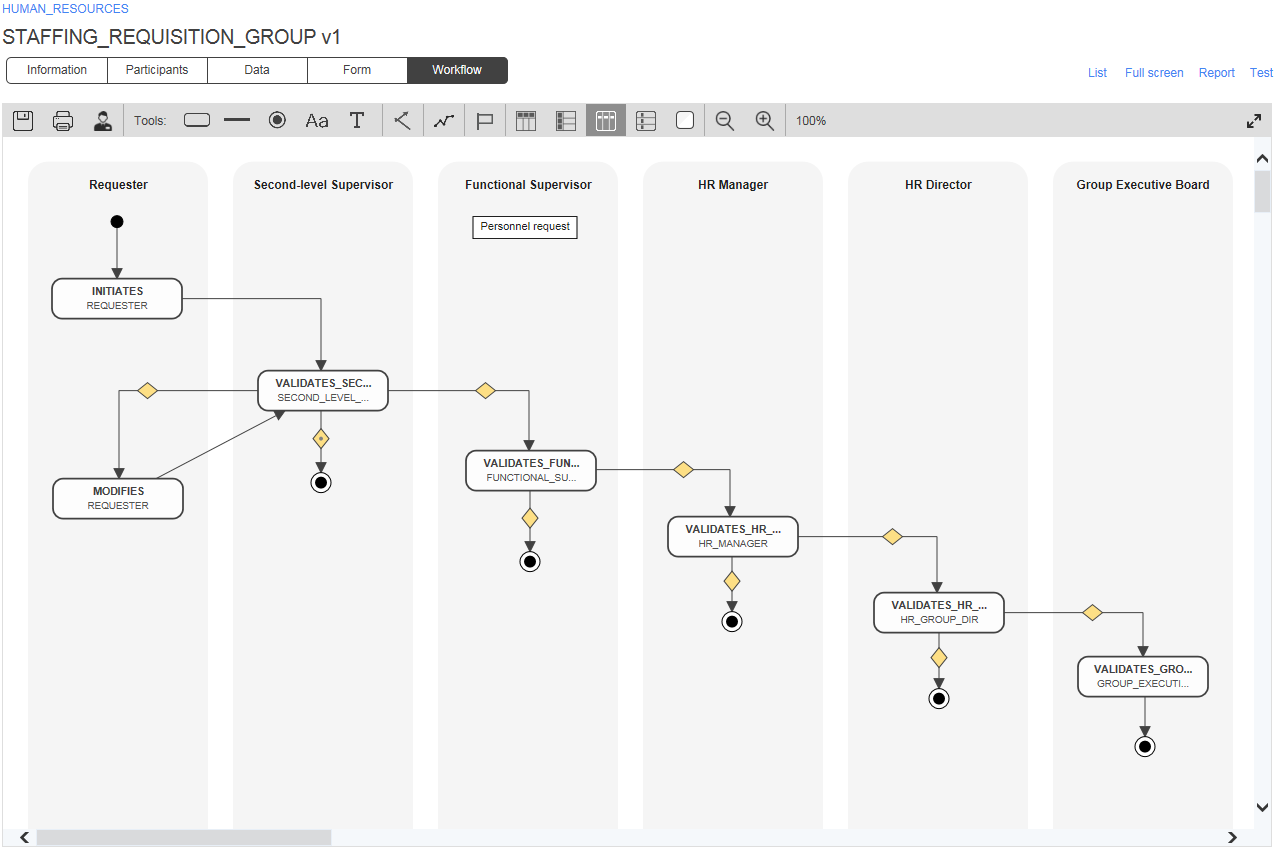 HUMAN_RESOURCES
STAFFING_REQUISITION_GROUP v1
Information Participants Data Form Workflow
List Full screen Report Test
Tools: Aa T 100%
Requester Second-level Supervisor Functional Supervisor HR Manager HR Director Group Executive Board
Personnel request
INITIATES
REQUESTER
VALIDATES_SEC...
SECOND_LEVEL_...
VALIDATES_FUN...
FUNCTIONAL_SU...
MODIFIES
REQUESTER
VALIDATES_HR_...
HR_MANAGER
VALIDATES_HR_...
HR_GROUP_DIR
VALIDATES_GRO...
GROUP_EXECUTI...